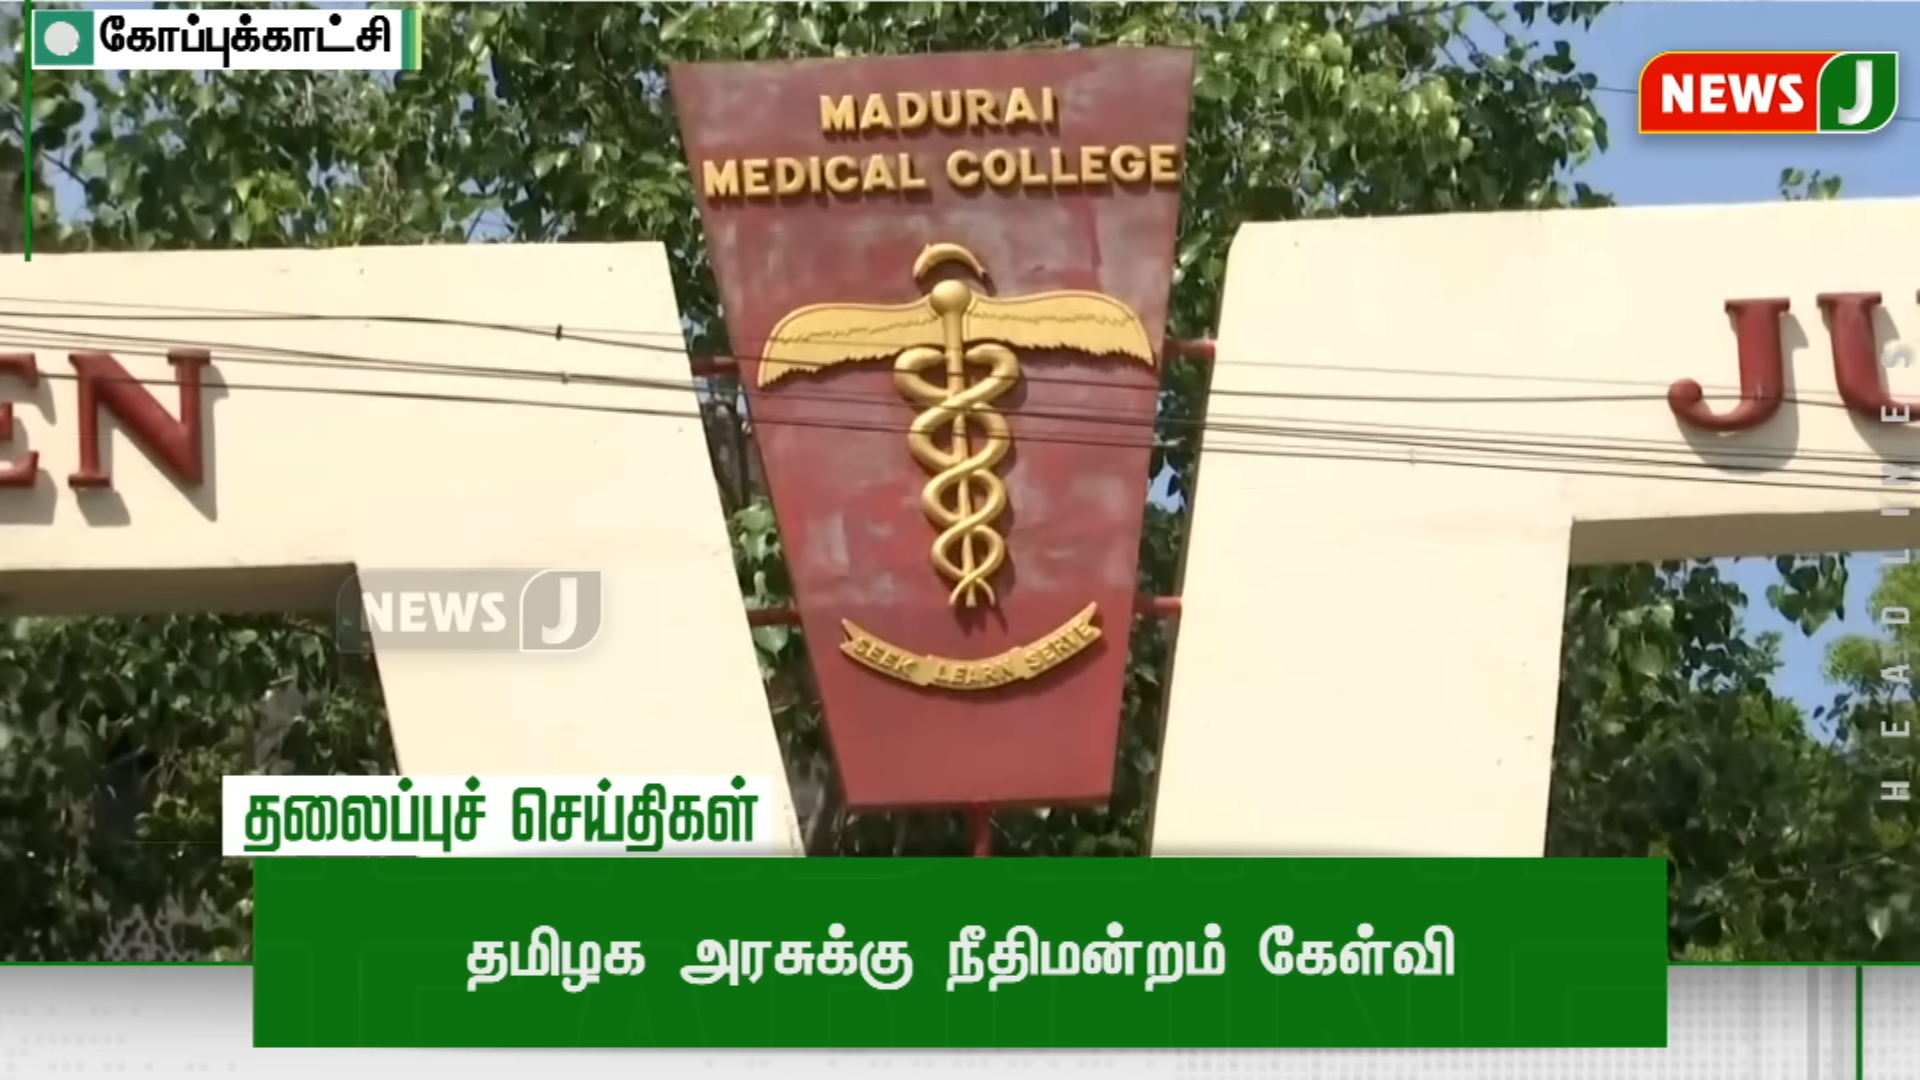 கோப்புக்காட்சி
NEWS J
MADURAI
MEDICAL COLLEGE
EN
JU
SEEK LEARN SERVE
NEWS J
HEADLINES
தலைப்புச் செய்திகள்
தமிழக அரசுக்கு நீதிமன்றம் கேள்வி